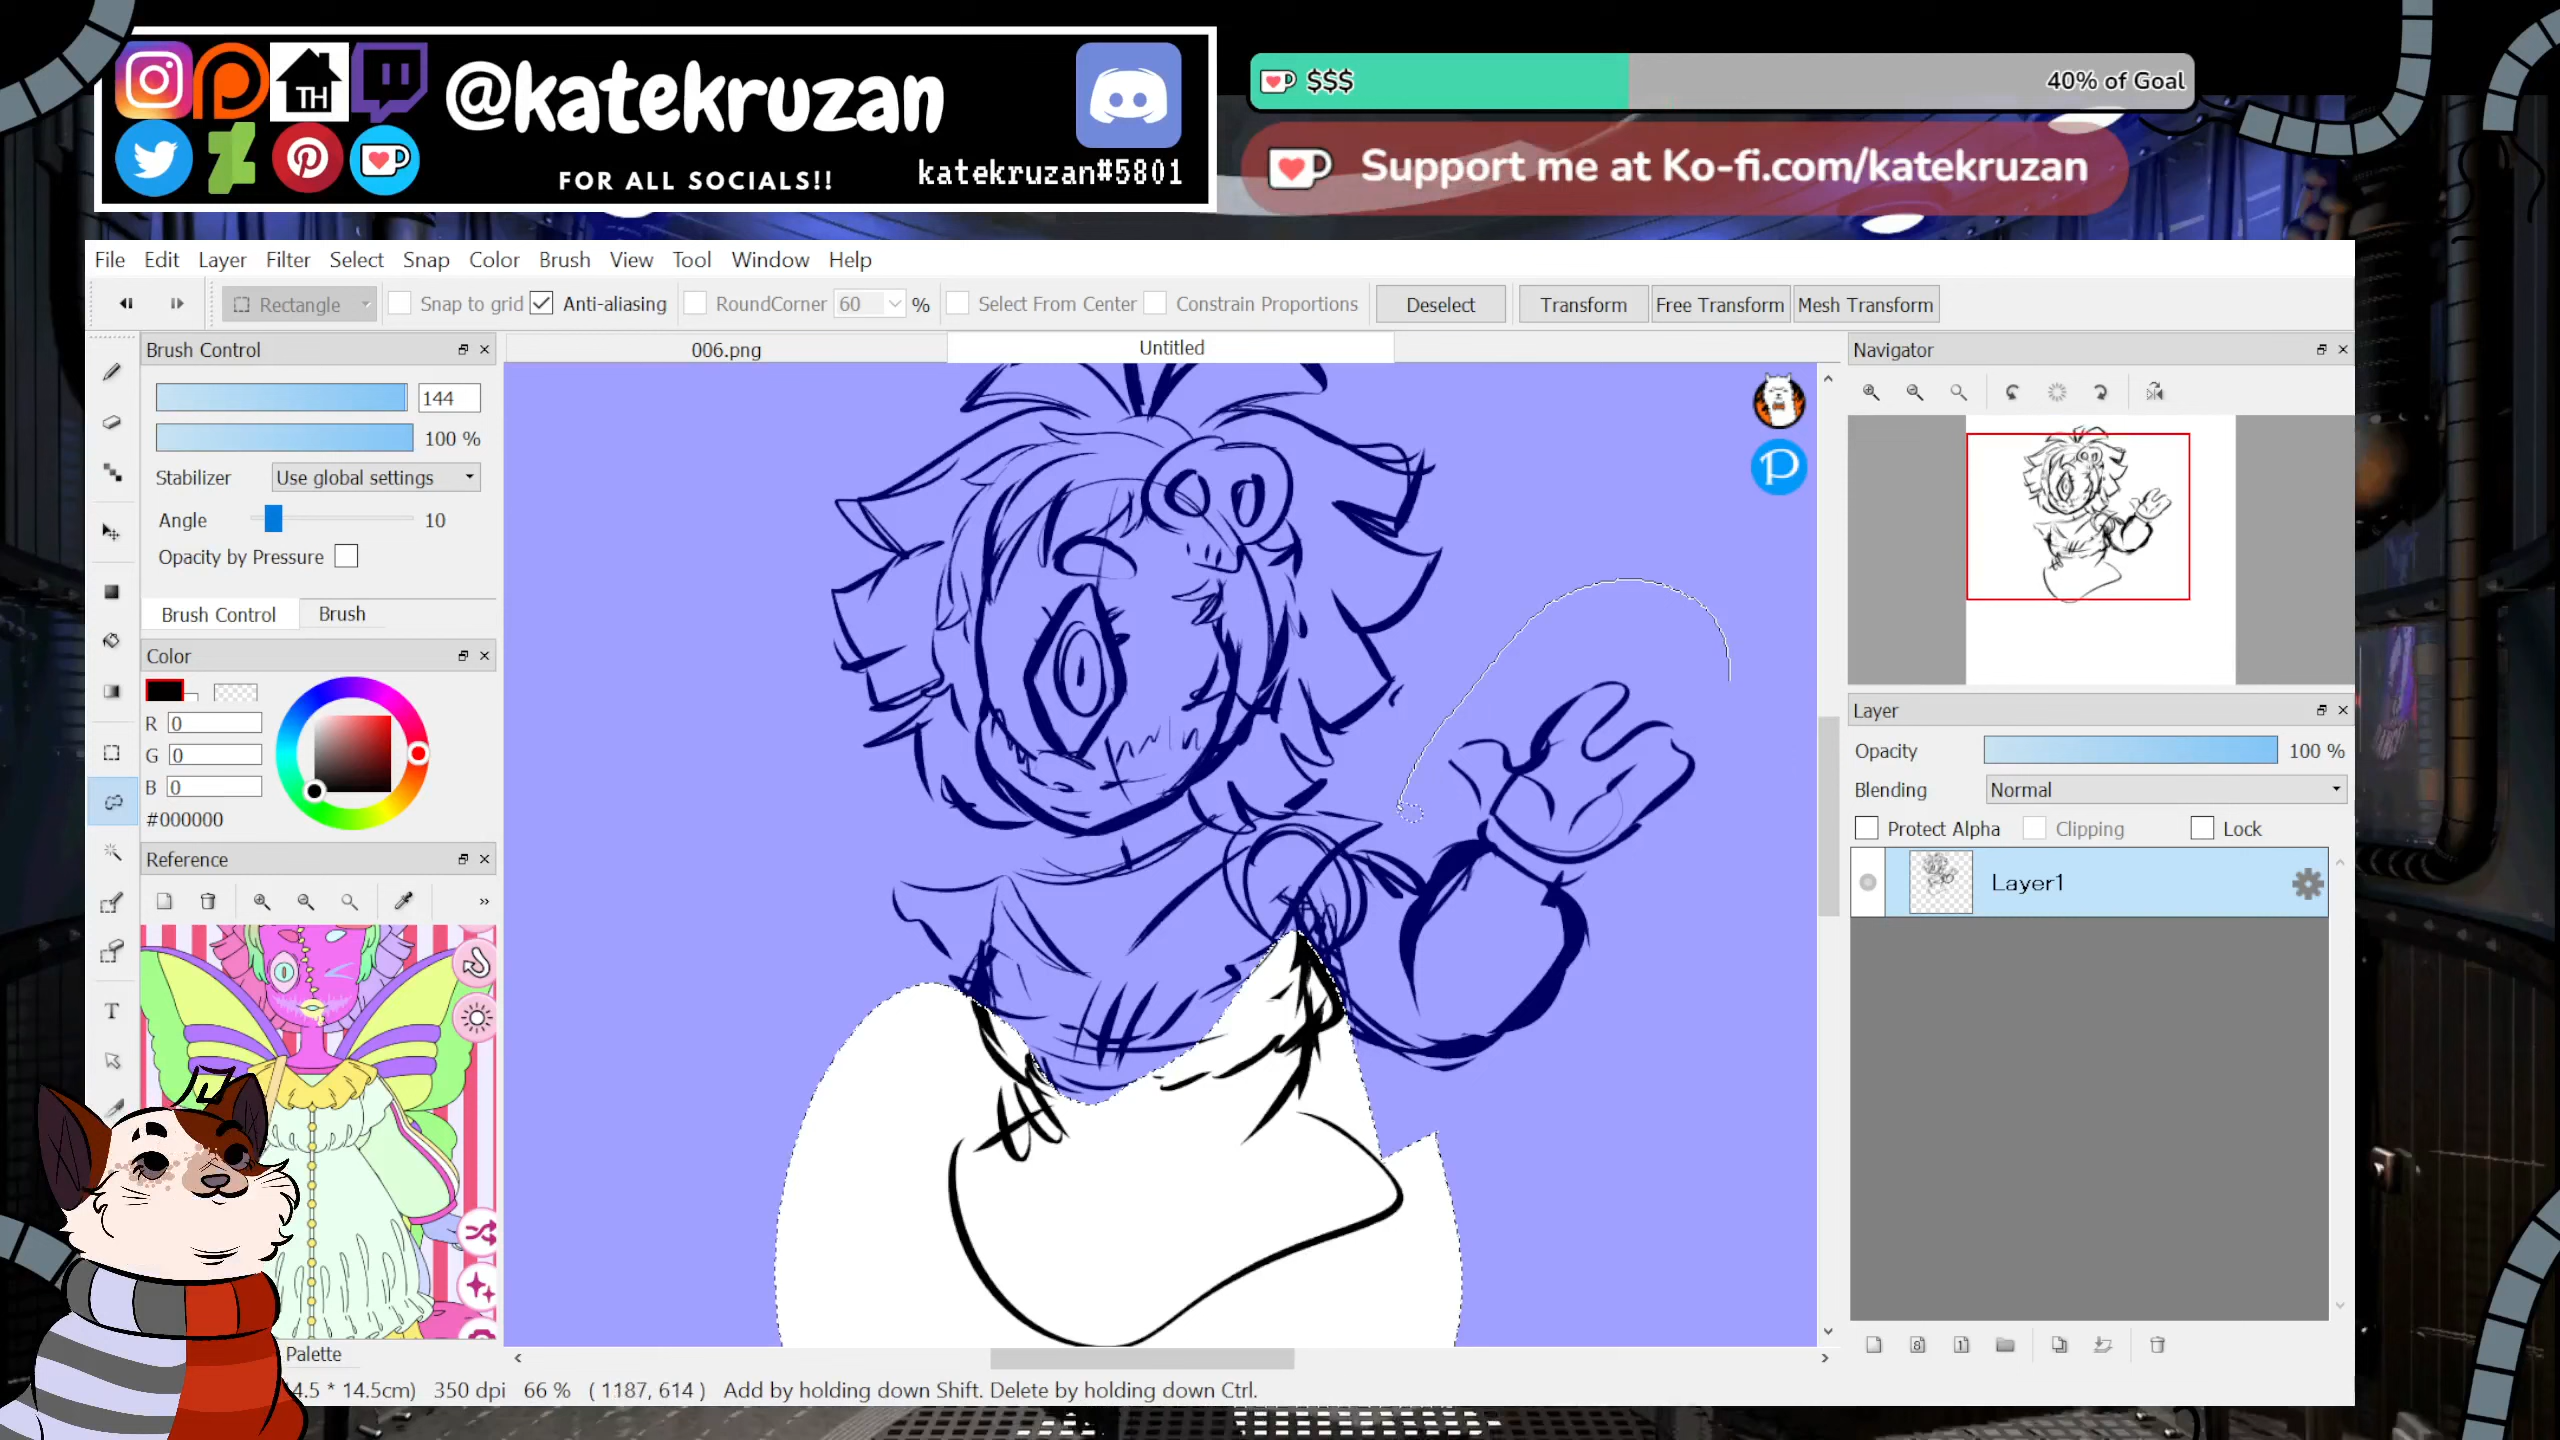 TH
@katekruzan
FOR ALL SOCIALS!!
katekruzan#5801
$$$
40% of Goal
Support me at Ko-fi.com/katekruzan
File Edit Layer Filter Select Snap Color Brush View Tool Window Help
Rectangle Snap to grid Anti-aliasing RoundCorner 60 % Select From Center Constrain Proportions Deselect Transform Free Transform Mesh Transform
Brush Control
144
100 %
Stabilizer Use global settings
Angle 10
Opacity by Pressure
Brush Control Brush
Color
R 0
G 0
B 0
#000000
Reference
T
Palette
006.png Untitled
P
Navigator
Layer
Opacity 100 %
Blending Normal
Protect Alpha Clipping Lock
Layer1
4.5 * 14.5cm) 350 dpi 66 % ( 1187, 614 ) Add by holding down Shift. Delete by holding down Ctrl.